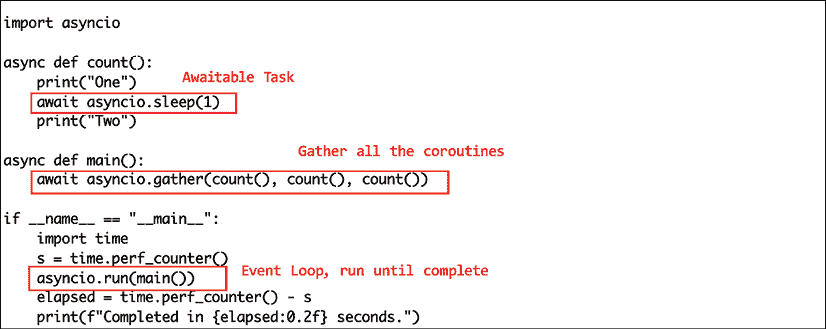 import asyncio
async def count():
    print("One")
Awaitable Task
    await asyncio.sleep(1)
    print("Two")
Gather all the coroutines
async def main():
    await asyncio.gather(count(), count(), count())
if __name__ == "__main__":
    import time
    s = time.perf_counter()
Event Loop, run until complete
    asyncio.run(main())
    elapsed = time.perf_counter() - s
    print(f"Completed in {elapsed:0.2f} seconds.")